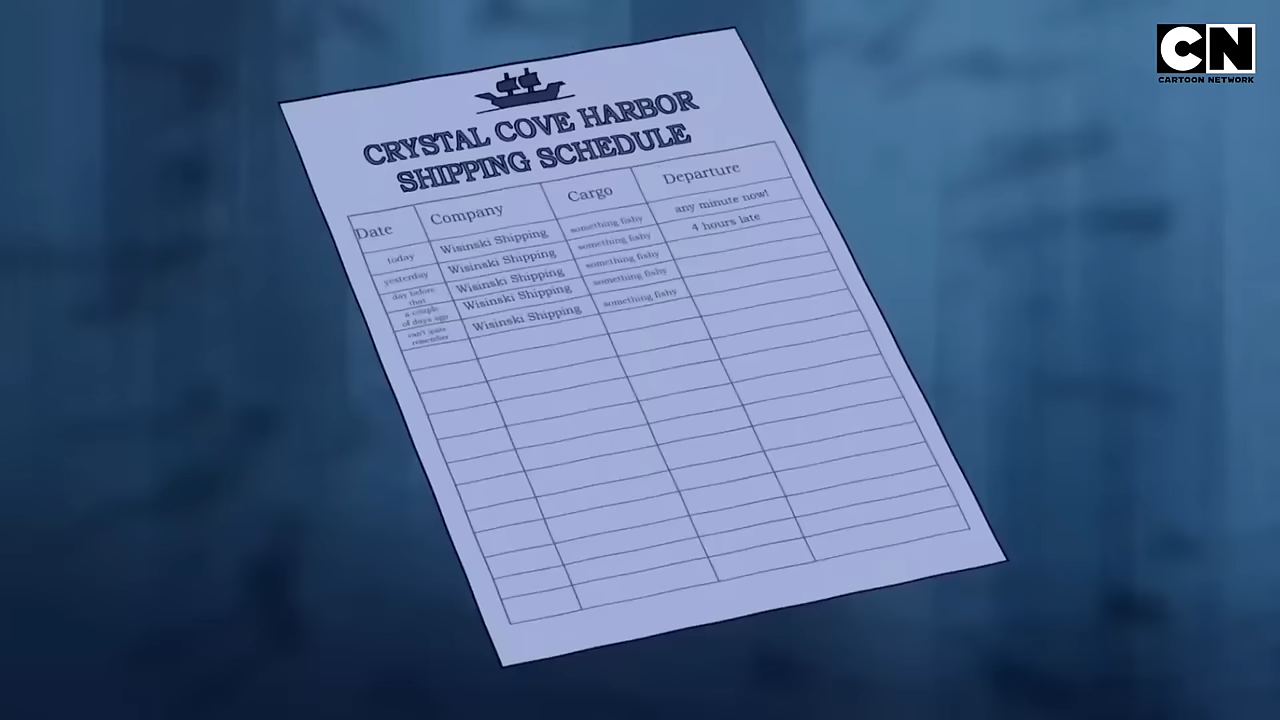 CN
CARTOON NETWORK
CRYSTAL COVE HARBOR
SHIPPING SCHEDULE
Date Company Cargo Departure
today Wisinski Shipping something fishy any minute now!
yesterday Wisinski Shipping something fishy 4 hours late
day before
that
Wisinski Shipping something fishy
a couple
of days ago
Wisinski Shipping something fishy
can't quite
remember
Wisinski Shipping something fishy